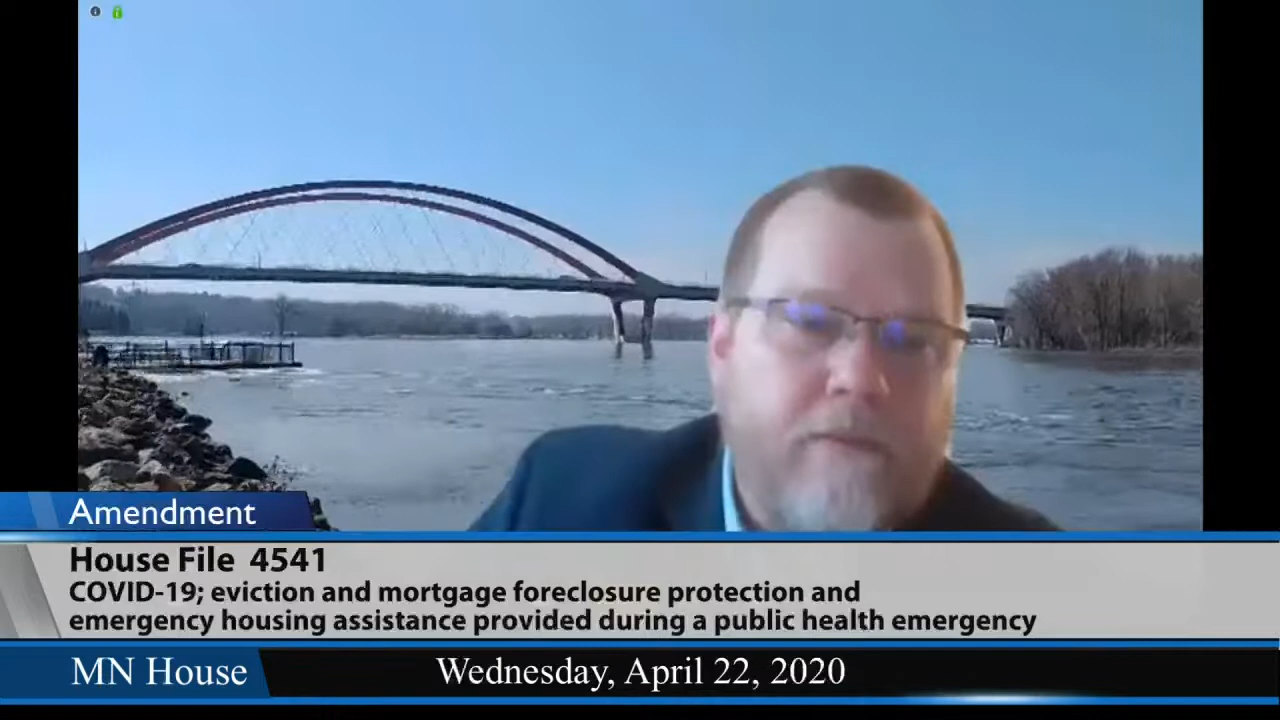 Amendment
House File 4541
COVID-19; eviction and mortgage foreclosure protection and
emergency housing assistance provided during a public health emergency
MN House
Wednesday, April 22, 2020